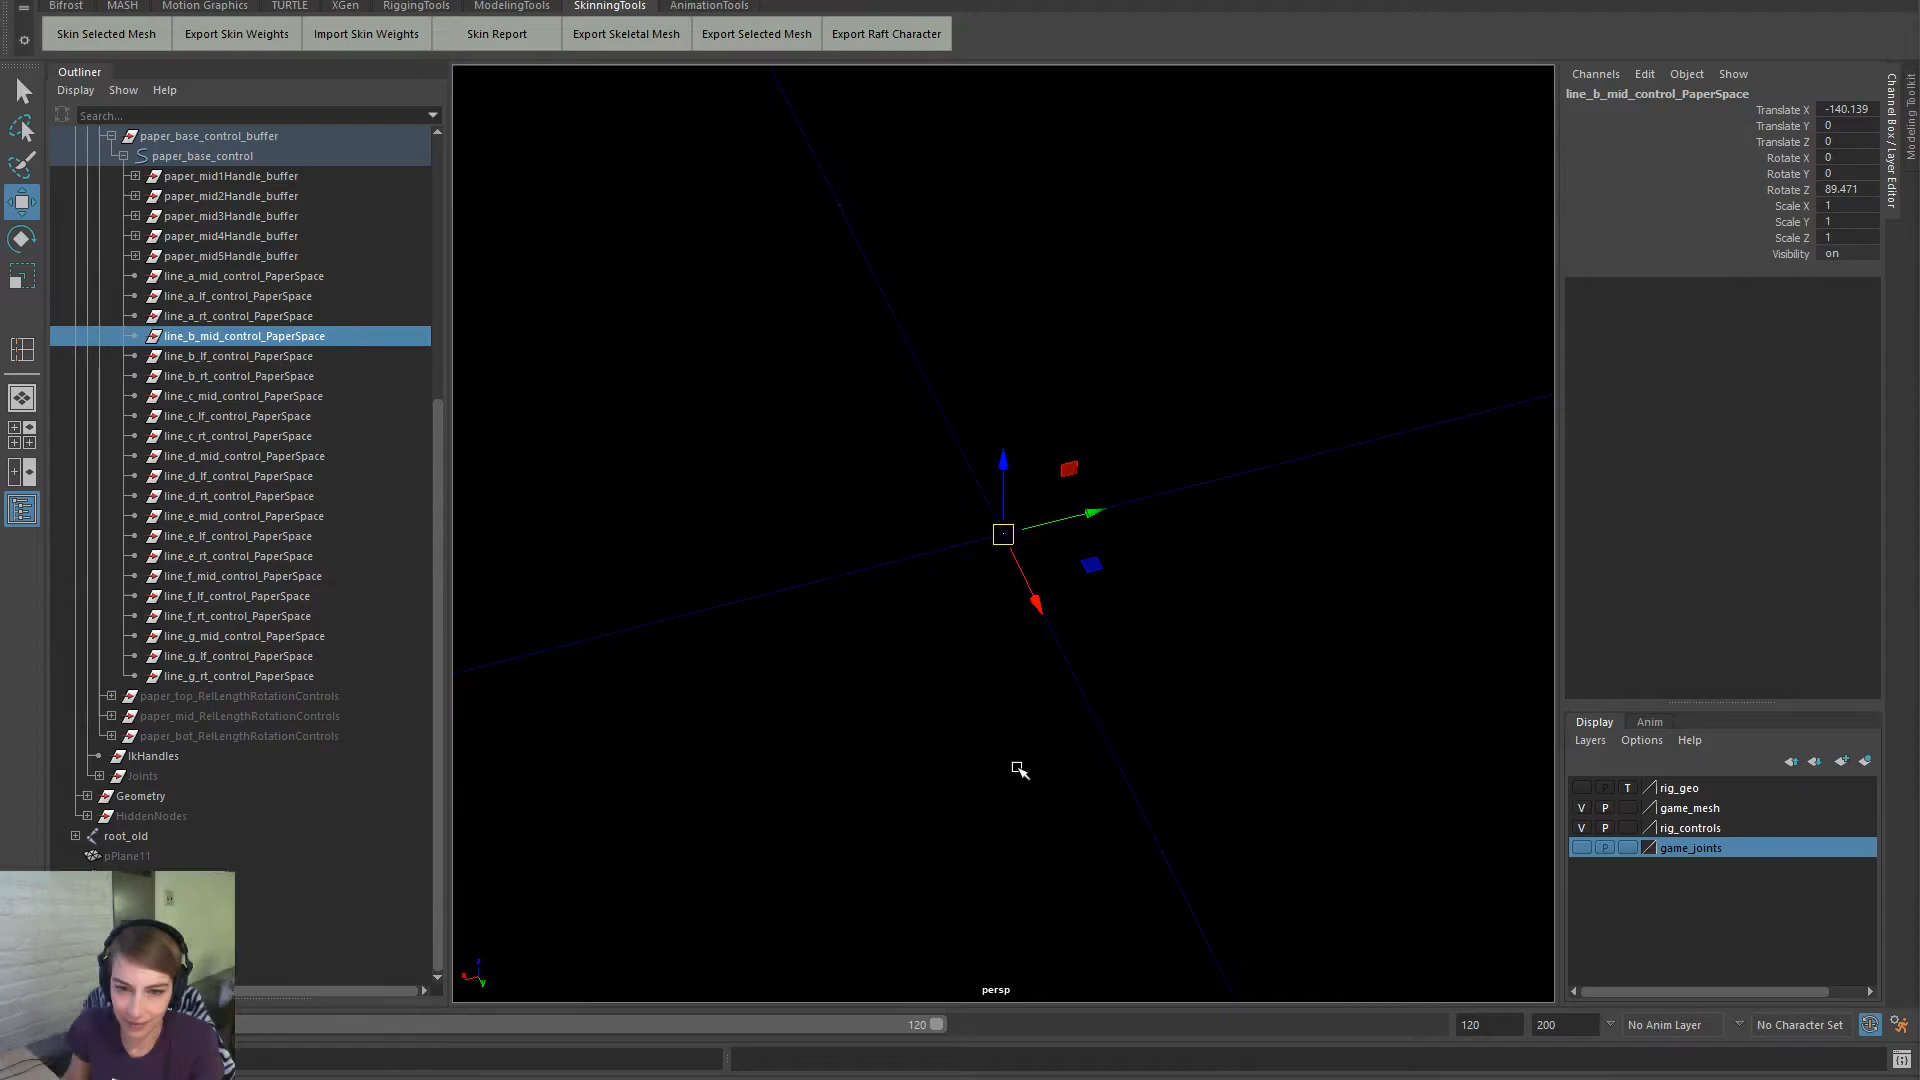 Bifrost MASH Motion Graphics TURTLE XGen RiggingTools ModelingTools SkinningTools AnimationTools
Skin Selected Mesh Export Skin Weights Import Skin Weights Skin Report Export Skeletal Mesh Export Selected Mesh Export Raft Character
Outliner
Display Show Help
Search...
paper_base_control_buffer
paper_base_control
paper_mid1Handle_buffer
paper_mid2Handle_buffer
paper_mid3Handle_buffer
paper_mid4Handle_buffer
paper_mid5Handle_buffer
line_a_mid_control_PaperSpace
line_a_lf_control_PaperSpace
line_a_rt_control_PaperSpace
line_b_mid_control_PaperSpace
line_b_lf_control_PaperSpace
line_b_rt_control_PaperSpace
line_c_mid_control_PaperSpace
line_c_lf_control_PaperSpace
line_c_rt_control_PaperSpace
line_d_mid_control_PaperSpace
line_d_lf_control_PaperSpace
line_d_rt_control_PaperSpace
line_e_mid_control_PaperSpace
line_e_lf_control_PaperSpace
line_e_rt_control_PaperSpace
line_f_mid_control_PaperSpace
line_f_lf_control_PaperSpace
line_f_rt_control_PaperSpace
line_g_mid_control_PaperSpace
line_g_lf_control_PaperSpace
line_g_rt_control_PaperSpace
paper_top_RelLengthRotationControls
paper_mid_RelLengthRotationControls
paper_bot_RelLengthRotationControls
IkHandles
Joints
Geometry
HiddenNodes
root_old
pPlane11
z
x
y
persp
Channels Edit Object Show
line_b_mid_control_PaperSpace
Translate X -140.139
Translate Y 0
Translate Z 0
Rotate X 0
Rotate Y 0
Rotate Z 89.471
Scale X 1
Scale Y 1
Scale Z 1
Visibility on
Channel Box / Layer Editor
Modeling Toolkit
Display Anim
Layers Options Help
P T rig_geo
V P game_mesh
V P rig_controls
P game_joints
120 120 200 No Anim Layer No Character Set